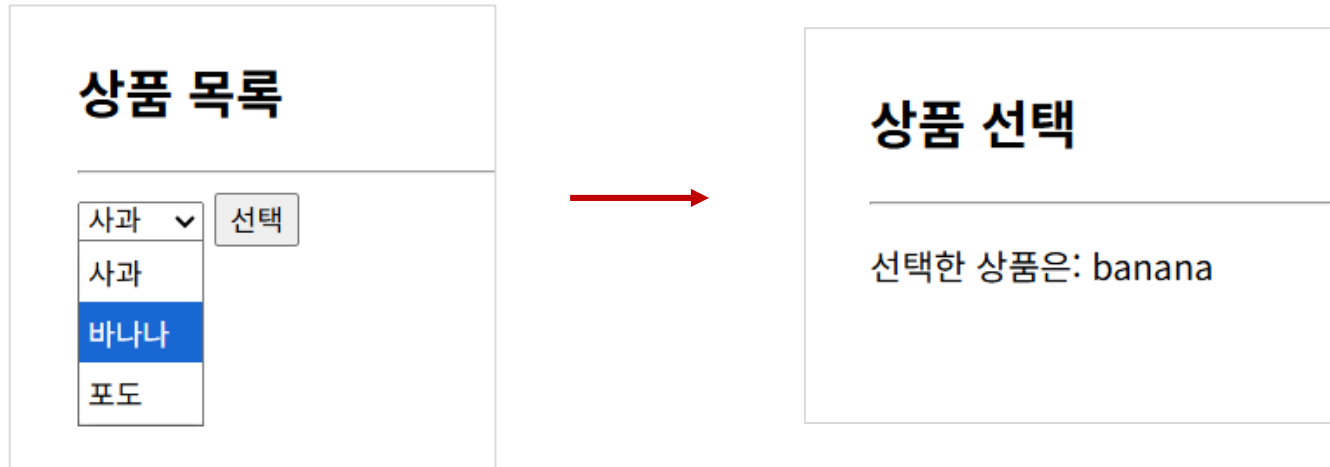 상품 목록
사과
선택
사과
바나나
포도
상품 선택
선택한 상품은: banana